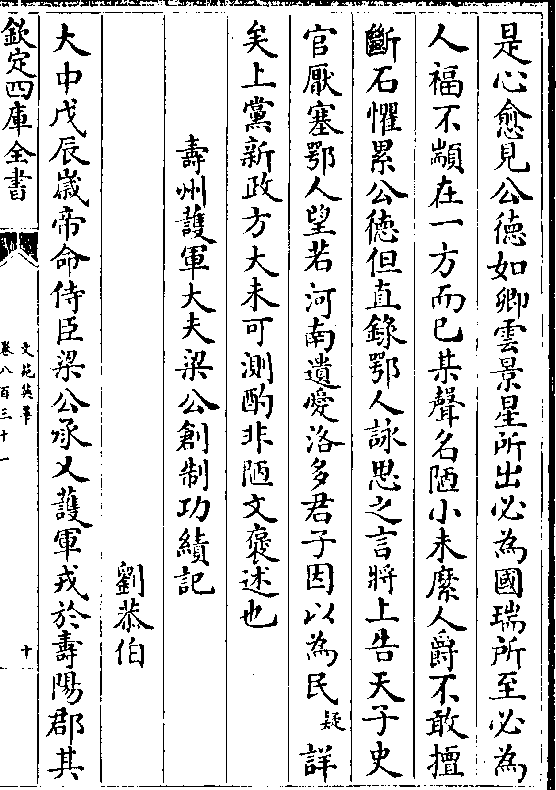 是心愈見公徳如卿雲景星所出必為國瑞所至必為
人福不顓在一方而已某聲名陋小未縻人爵不敢擅
斷石懼累公徳但直錄鄂人詠思之言將上告天子史
官厭塞鄂人望若河南遺愛洛多君子因以為民疑詳
矣上黨新政方大未可測酌非陋文襃述也
壽州護軍大夫梁公創制功績記
劉恭伯
大中戊辰嵗帝命侍臣梁公承乂護軍戎於壽陽郡其
欽定四庫全書
文苑英華
卷八百三十一
十